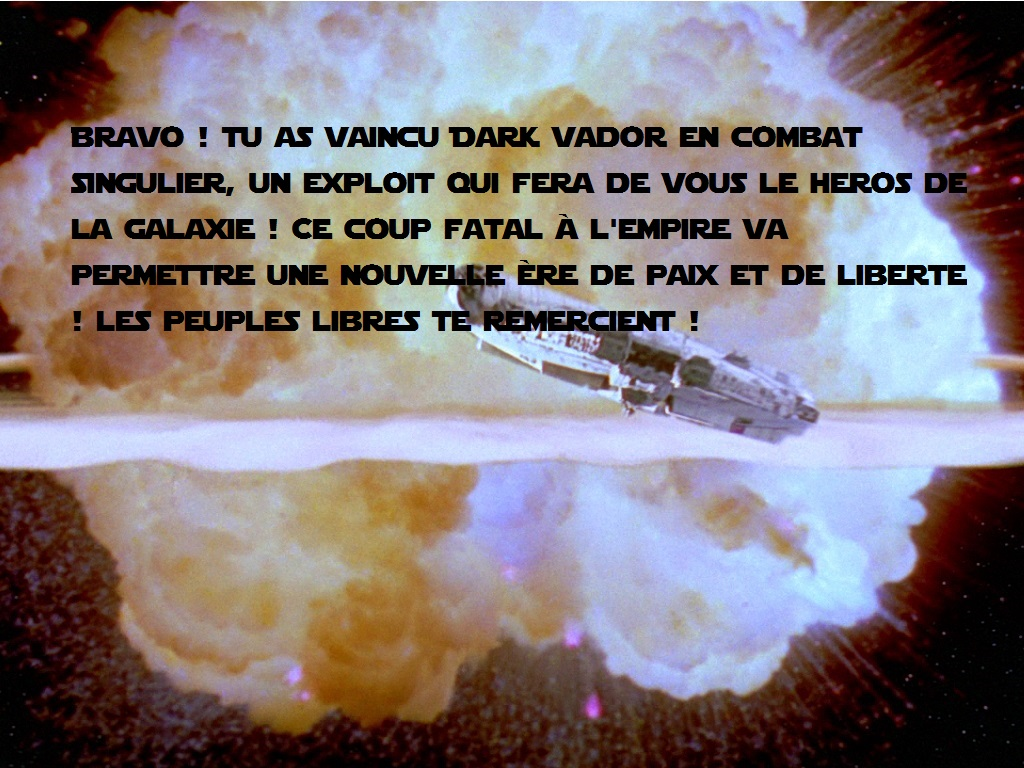 BRAVO ! TU AS VAINCU DARK VADOR EN COMBAT
SINGULIER, UN EXPLOIT QUI FERA DE VOUS LE HEROS DE
LA GALAXIE ! CE COUP FATAL À L'EMPIRE VA
PERMETTRE UNE NOUVELLE ÈRE DE PAIX ET DE LIBERTE
! LES PEUPLES LIBRES TE REMERCIENT !